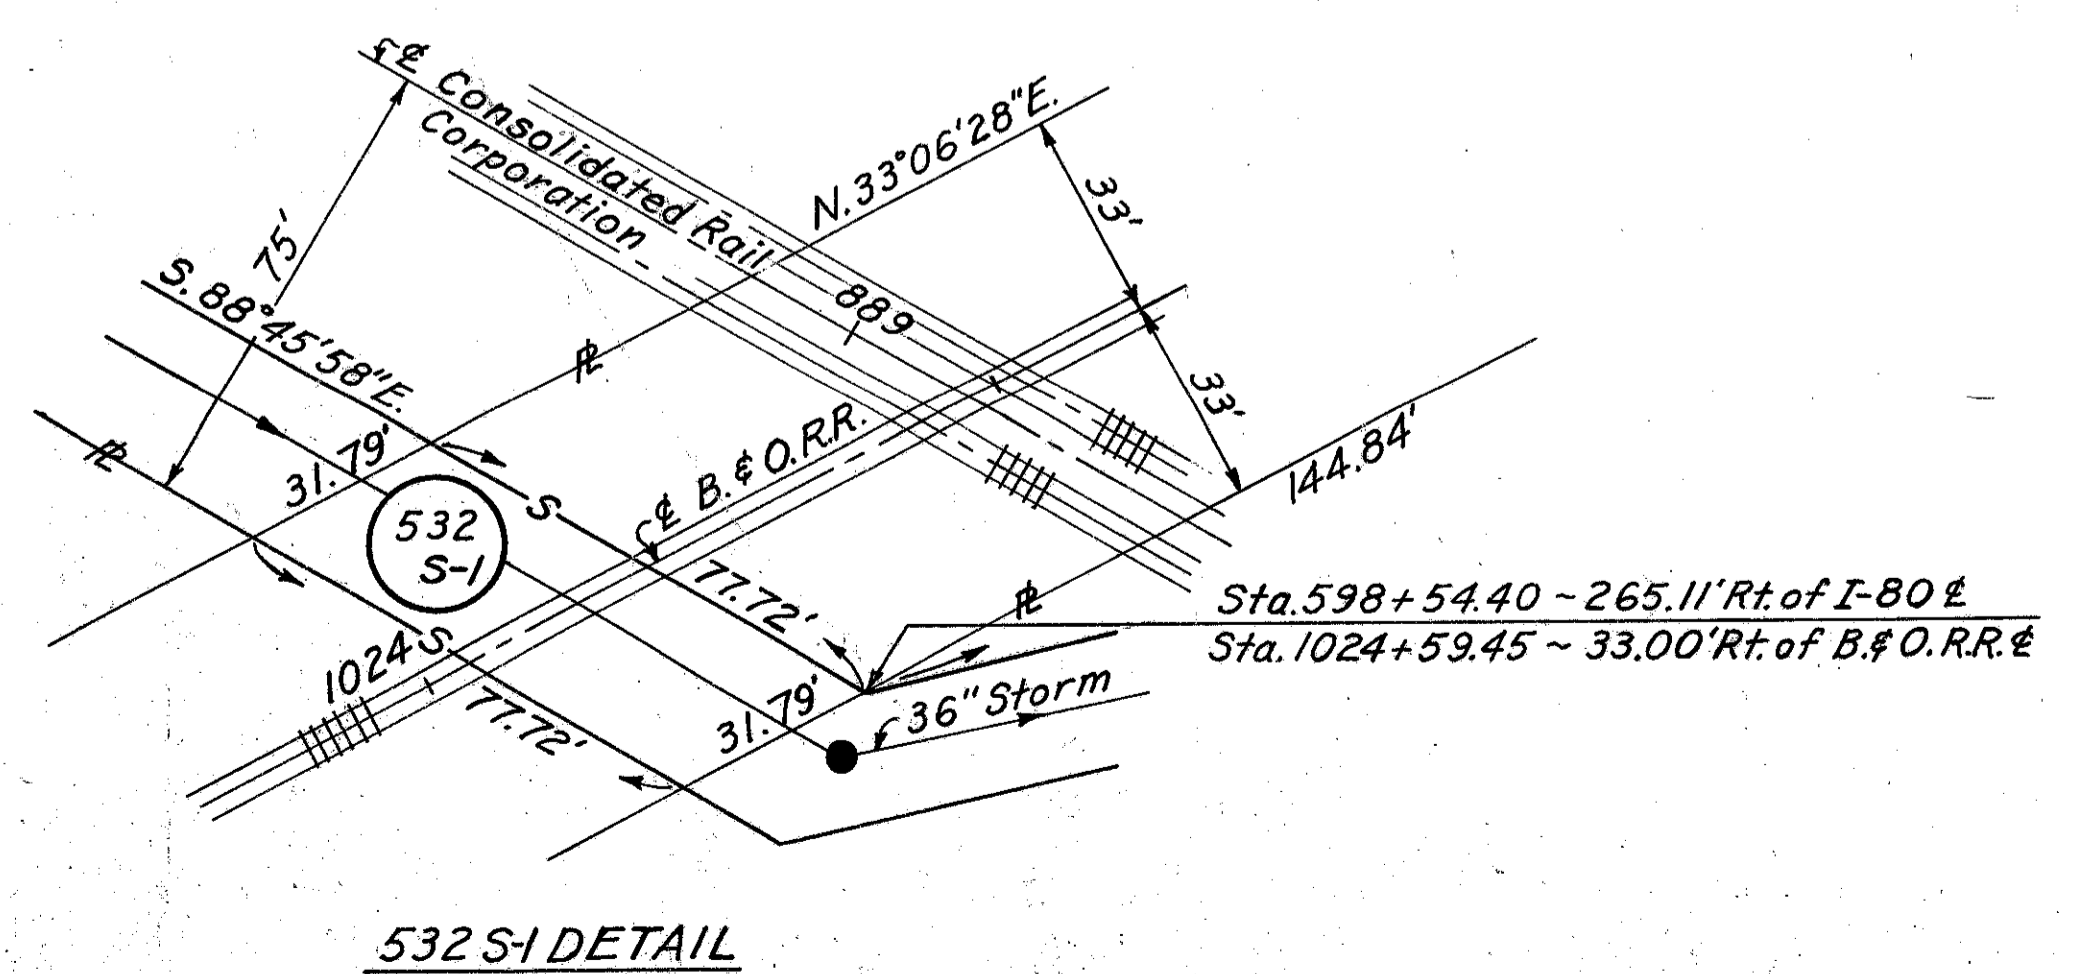 ℄ Consolidated Rail
Corporation
N. 33°06'28"E.
33'
75'
S. 88°45'58"E.
889
℄
33'
31.79'
℄ B. & O. R.R.
144.84'
532
S-1
S
77.72'
Sta. 598+54.40 ~ 265.11' Rt. of I-80 ℄
Sta. 1024+59.45 ~ 33.00' Rt. of B. & O. R.R. ℄
1024
S
77.72'
31.79'
36" Storm
532 S-1 DETAIL